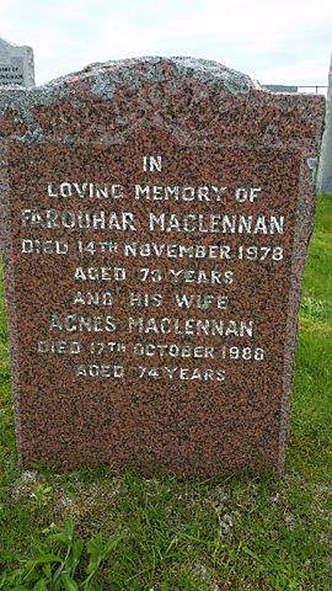 IN
LOVING MEMORY OF
FARQUHAR MACLENNAN
DIED 14TH NOVEMBER 1978
AGED 73 YEARS
AND HIS WIFE
AGNES MACLENNAN
DIED 17TH OCTOBER 1988
AGED 74 YEARS